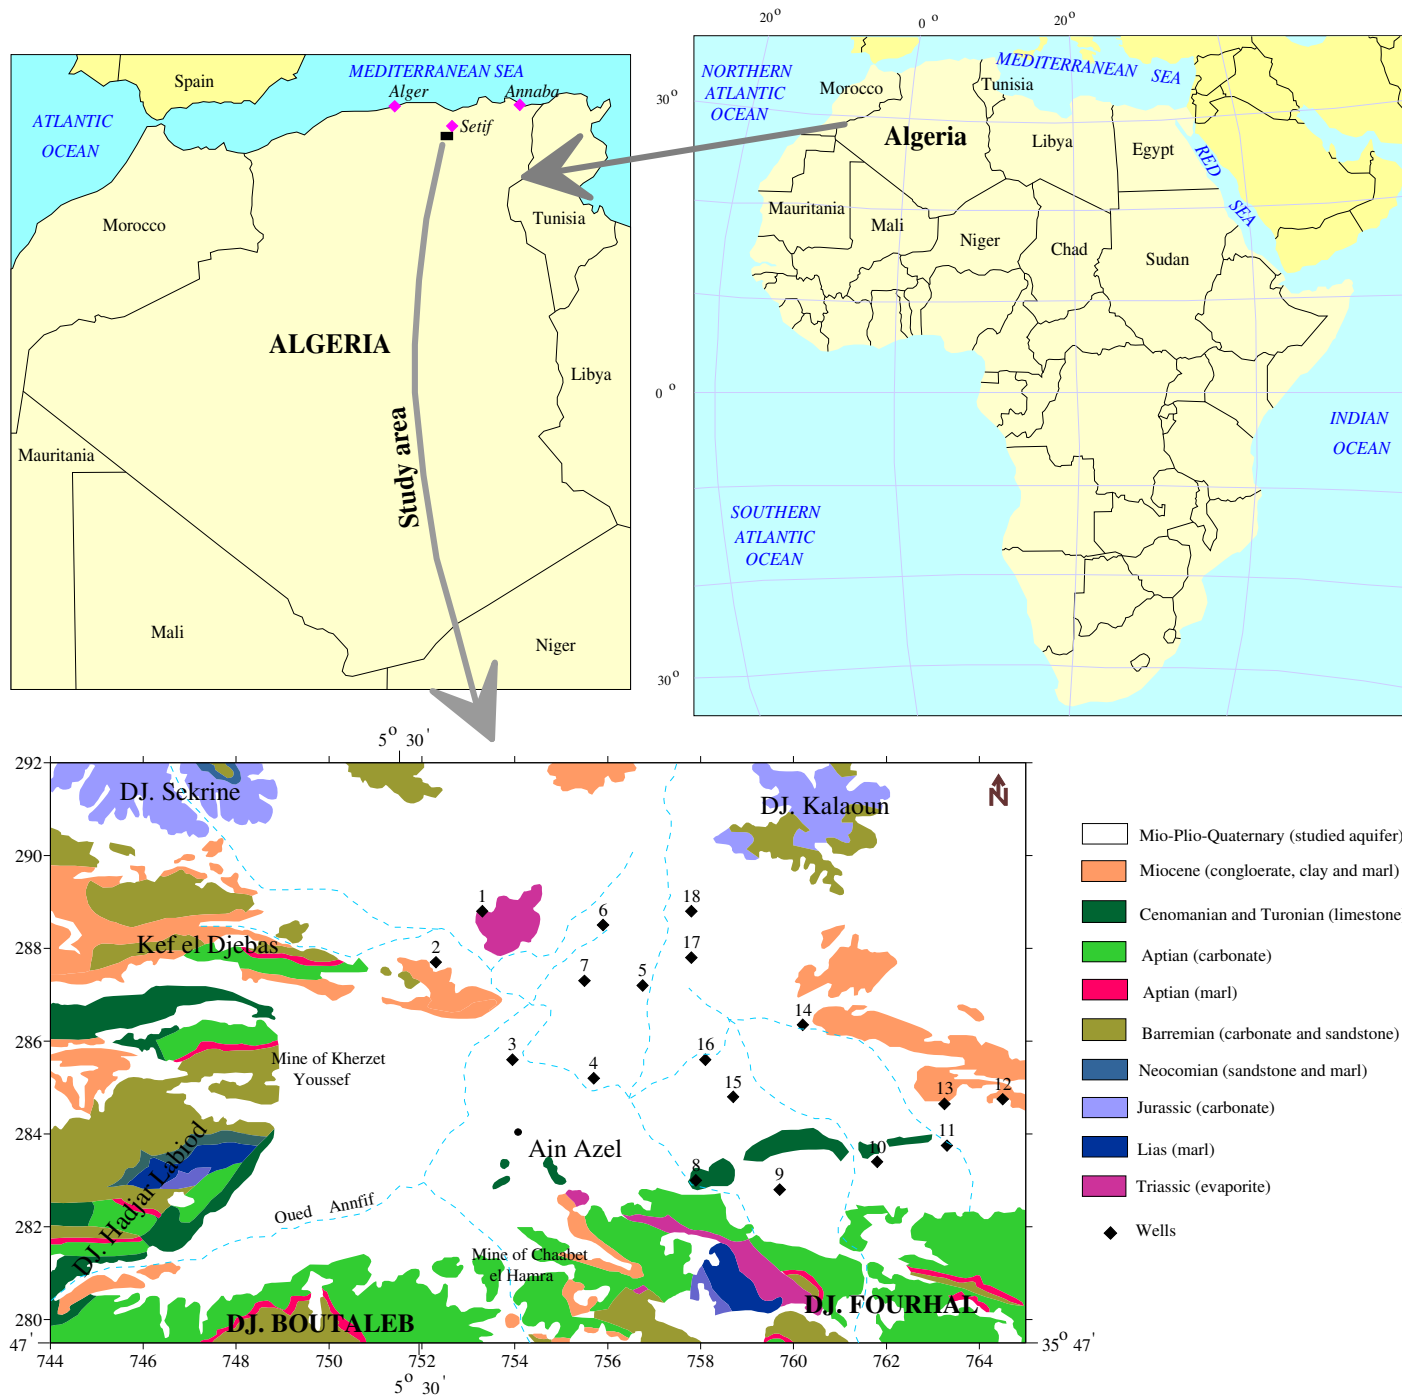 Spain
MEDITERRANEAN SEA
Alger
Annaba
Setif
ATLANTIC
OCEAN
Morocco
Tunisia
ALGERIA
Libya
Study area
Mauritania
Mali
Niger
20°
0 °
20°
30°
0 °
30°
NORTHERN
ATLANTIC
OCEAN
MEDITERRANEAN SEA
Morocco
Tunisia
Algeria
Libya
Egypt
RED
SEA
Mauritania
Mali
Niger
Chad
Sudan
INDIAN
OCEAN
SOUTHERN
ATLANTIC
OCEAN
5° 30'
292
290
288
286
284
282
280
47'
DJ. Sekrine
DJ. Kalaoun
N
1
6
18
Kef el Djebas
2
17
7
5
14
3
16
Mine of Kherzet
Youssef
4
15
13
12
Ain Azel
11
10
8
9
DJ. Hadjar Labiod
Oued Annfif
Mine of Chaabet
el Hamra
DJ. BOUTALEB
DJ. FOURHAL
35° 47'
744
746
748
750
752
754
756
758
760
762
764
5° 30'
Mio-Plio-Quaternary (studied aquifer)
Miocene (congloerate, clay and marl)
Cenomanian and Turonian (limestone
Aptian (carbonate)
Aptian (marl)
Barremian (carbonate and sandstone)
Neocomian (sandstone and marl)
Jurassic (carbonate)
Lias (marl)
Triassic (evaporite)
Wells